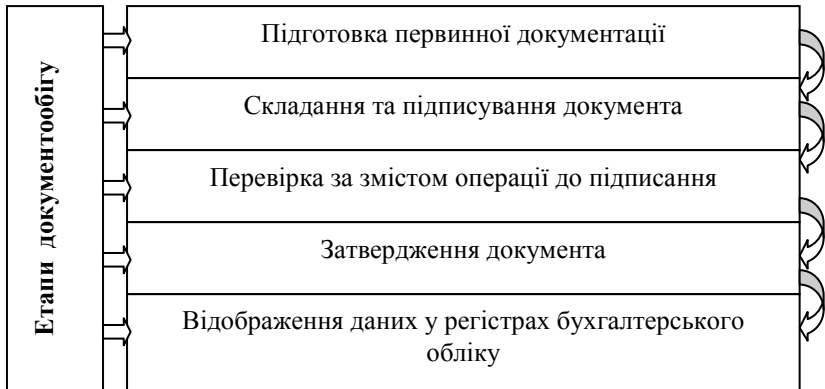 Етапи документообігу
Підготовка первинної документації
Складання та підписування документа
Перевірка за змістом операції до підписання
Затвердження документа
Відображення даних у регістрах бухгалтерського
обліку